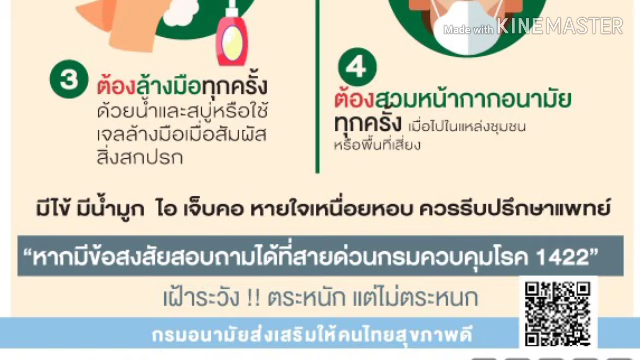 Made with KINEMASTER
3 ต้องล้างมือทุกครั้ง
ด้วยน้ำและสบู่หรือใช้
เจลล้างมือเมื่อสัมผัส
สิ่งสกปรก
4
ต้องสวมหน้ากากอนามัย
ทุกครั้ง เมื่อไปในแหล่งชุมชน
หรือพื้นที่เสี่ยง
มีไข้ มีน้ำมูก ไอ เจ็บคอ หายใจเหนื่อยหอบ ควรรีบปรึกษาแพทย์
“หากมีข้อสงสัยสอบถามได้ที่สายด่วนกรมควบคุมโรค 1422”
เฝ้าระวัง !! ตระหนัก แต่ไม่ตระหนก
กรมอนามัยส่งเสริมให้คนไทยสุขภาพดี